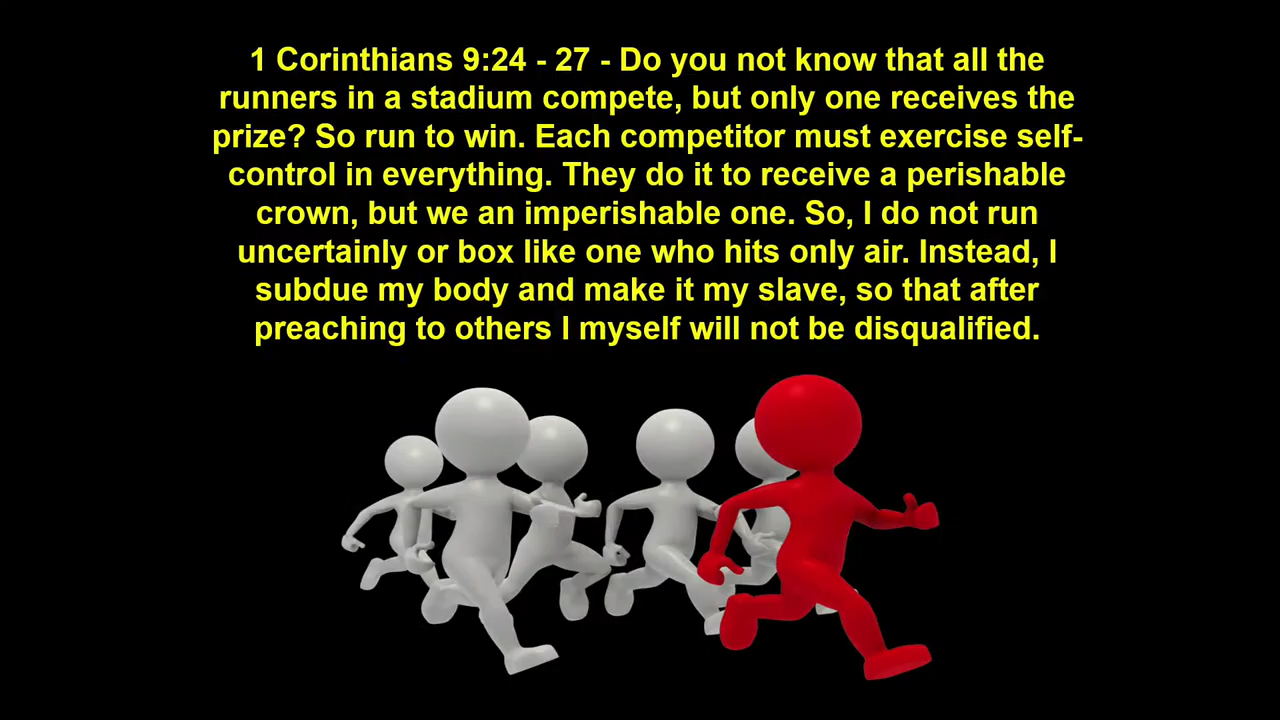 1 Corinthians 9:24 - 27 - Do you not know that all the
runners in a stadium compete, but only one receives the
prize? So run to win. Each competitor must exercise self-
control in everything. They do it to receive a perishable
crown, but we an imperishable one. So, I do not run
uncertainly or box like one who hits only air. Instead, I
subdue my body and make it my slave, so that after
preaching to others I myself will not be disqualified.